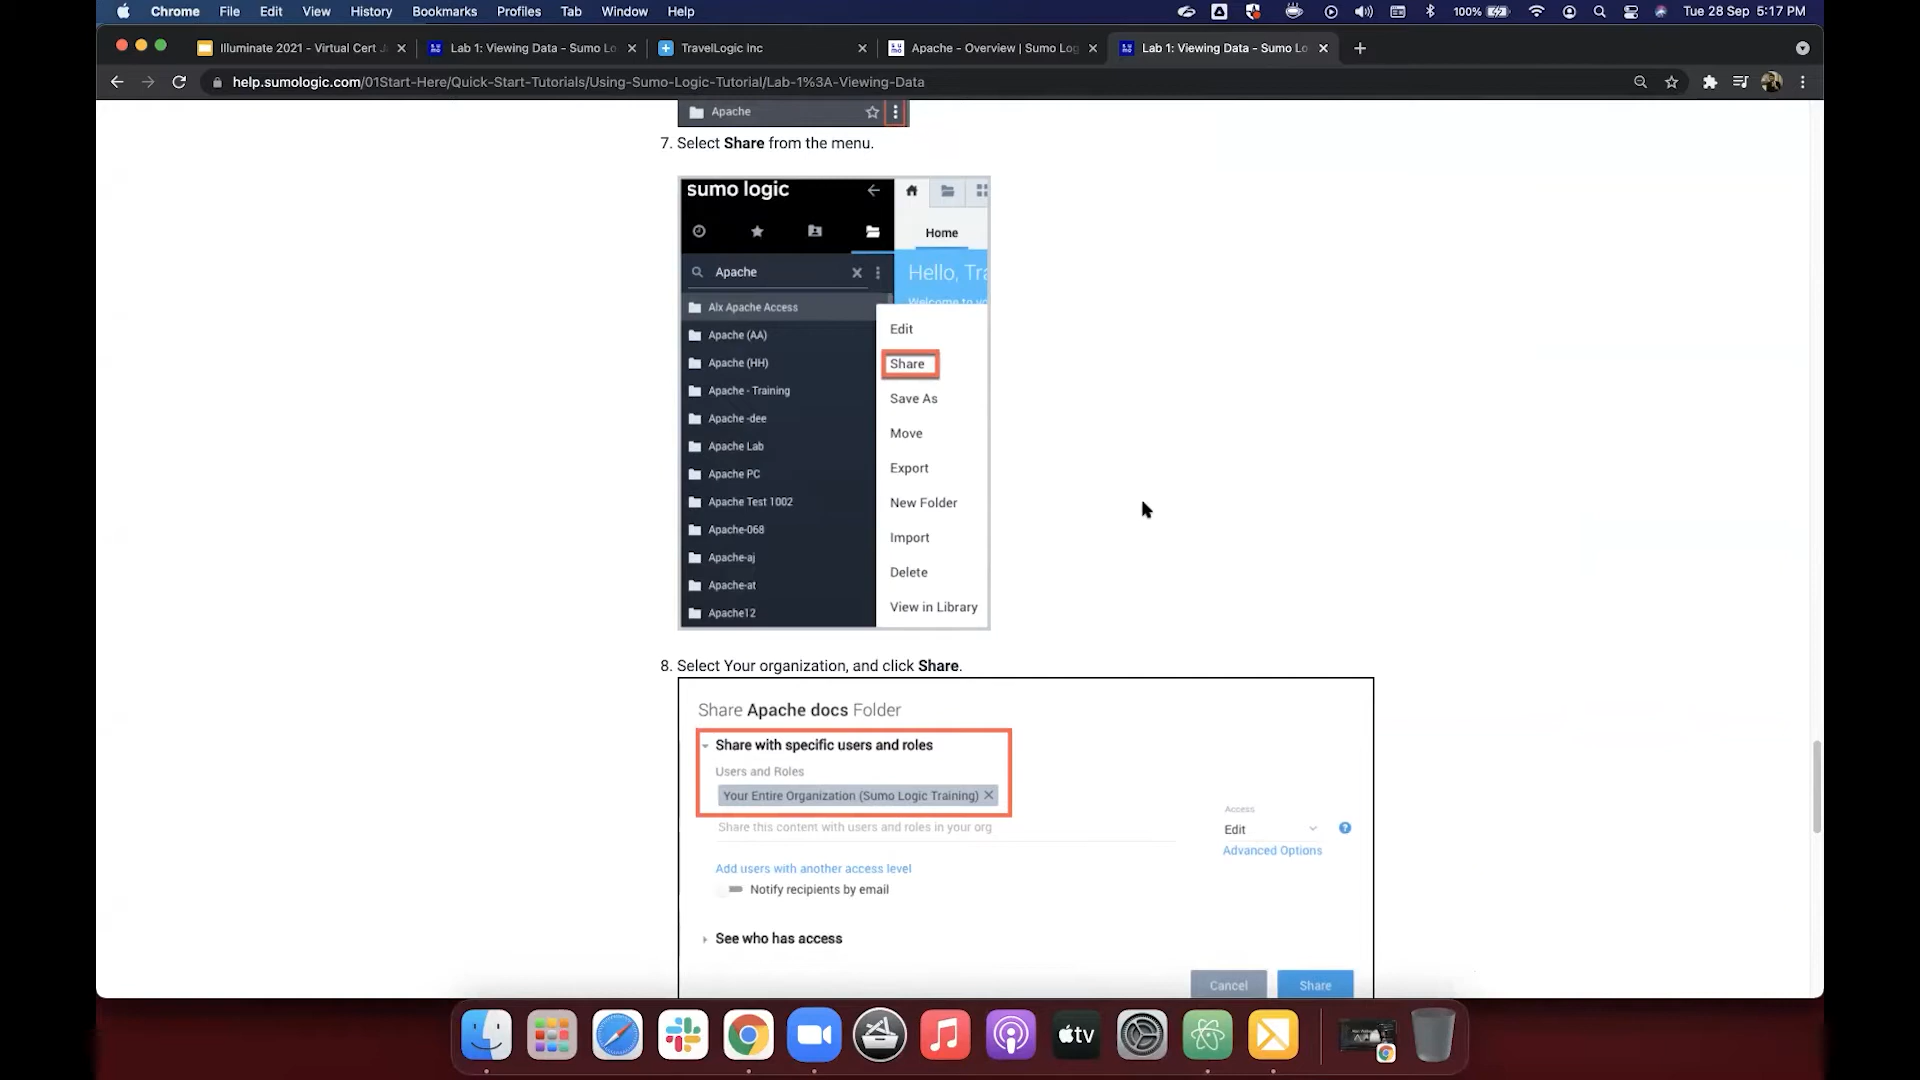 Chrome File Edit View History Bookmarks Profiles Tab Window Help 100% Tue 28 Sep 5:17 PM
Illuminate 2021 - Virtual Cert J Lab 1: Viewing Data - Sumo Lo TravelLogic Inc Apache - Overview | Sumo Log Lab 1: Viewing Data - Sumo Lo
help.sumologic.com/01Start-Here/Quick-Start-Tutorials/Using-Sumo-Logic-Tutorial/Lab-1%3A-Viewing-Data
Apache
7. Select Share from the menu.
sumo logic
Home
Apache
Hello, Tra
Welcome to yo
Alx Apache Access
Apache (AA)
Apache (HH)
Apache - Training
Apache -dee
Apache Lab
Apache PC
Apache Test 1002
Apache-068
Apache-aj
Apache-at
Apache12
Edit
Share
Save As
Move
Export
New Folder
Import
Delete
View in Library
8. Select Your organization, and click Share.
Share Apache docs Folder
Share with specific users and roles
Users and Roles
Your Entire Organization (Sumo Logic Training)
Share this content with users and roles in your org
Access
Edit
Advanced Options
Add users with another access level
Notify recipients by email
See who has access
Cancel Share
tv